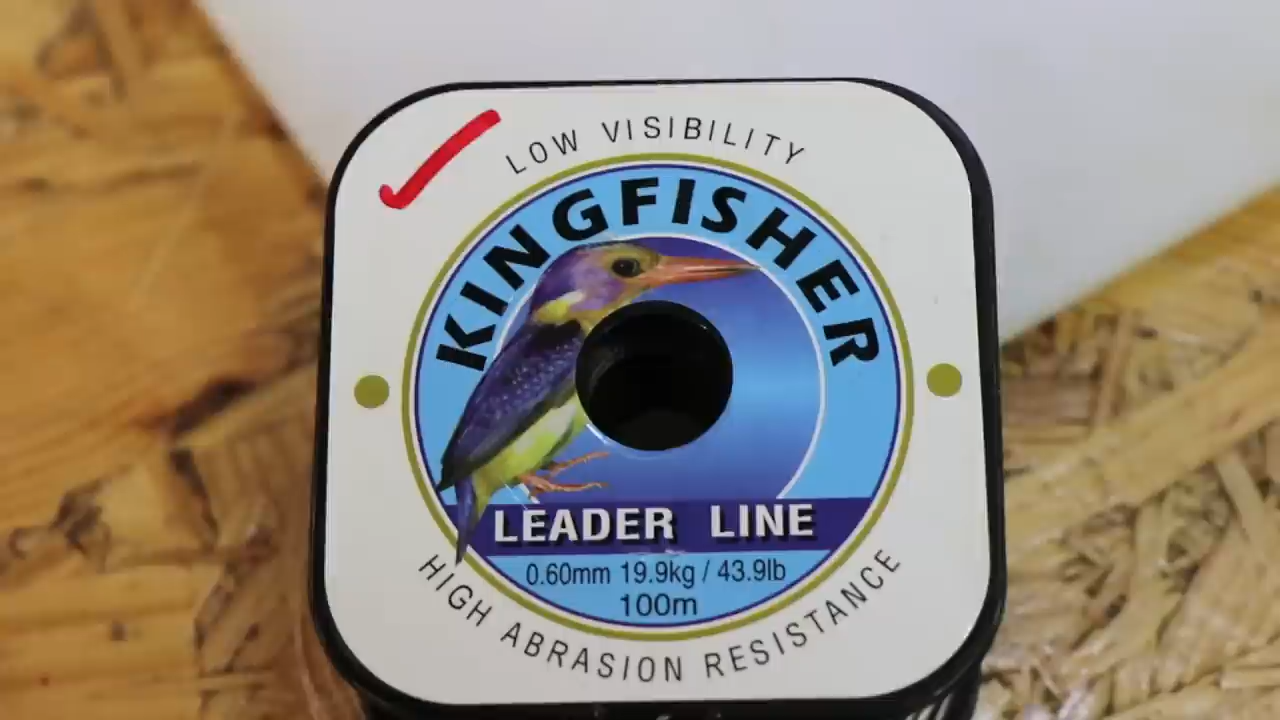 LOW VISIBILITY
KINGFISHER
LEADER LINE
0.60mm 19.9kg / 43.9lb
100m
HIGH ABRASION RESISTANCE